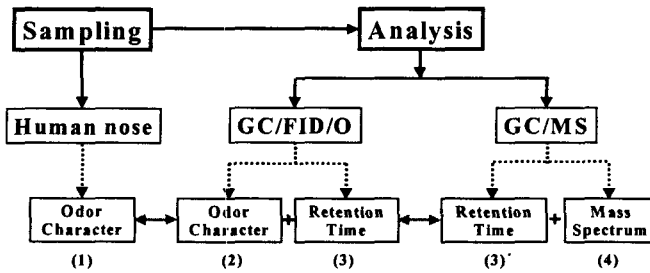 Sampling
Analysis
Human nose
GC/FID/O
GC/MS
Odor
Character
Odor
Character
+
Retention
Time
Retention
Time
+
Mass
Spectrum
(1)
(2)
(3)
(3)'
(4)